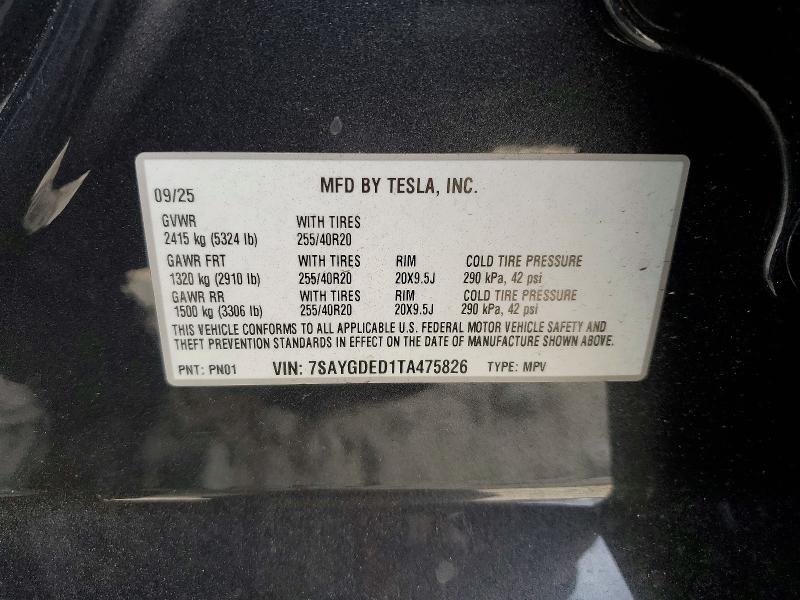 MFD BY TESLA, INC.
09/25
GVWR WITH TIRES
2415 kg (5324 lb) 255/40R20
GAWR FRT WITH TIRES RIM COLD TIRE PRESSURE
1320 kg (2910 lb) 255/40R20 20X9.5J 290 kPa, 42 psi
GAWR RR WITH TIRES RIM COLD TIRE PRESSURE
1500 kg (3306 lb) 255/40R20 20X9.5J 290 kPa, 42 psi
THIS VEHICLE CONFORMS TO ALL APPLICABLE U.S. FEDERAL MOTOR VEHICLE SAFETY AND
THEFT PREVENTION STANDARDS IN EFFECT ON THE DATE OF MANUFACTURE SHOWN ABOVE.
PNT: PN01 VIN: 7SAYGDED1TA475826 TYPE: MPV